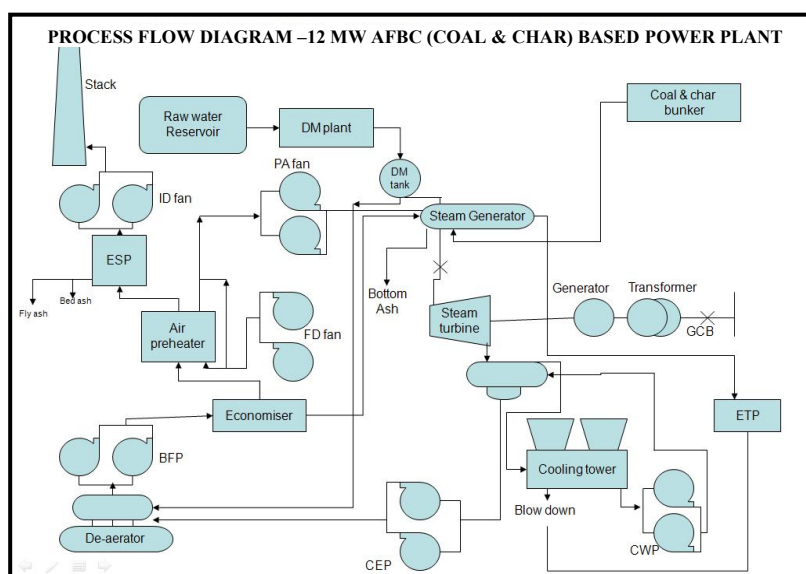 PROCESS FLOW DIAGRAM –12 MW AFBC (COAL & CHAR) BASED POWER PLANT
Stack
Raw water
Reservoir
DM plant
Coal & char
bunker
PA fan
DM
tank
ID fan
Steam Generator
ESP
Fly ash
Bed ash
Bottom
Ash
Generator
Transformer
GCB
Air
preheater
FD fan
Steam
turbine
Economiser
ETP
BFP
Cooling tower
Blow down
De-aerator
CEP
CWP